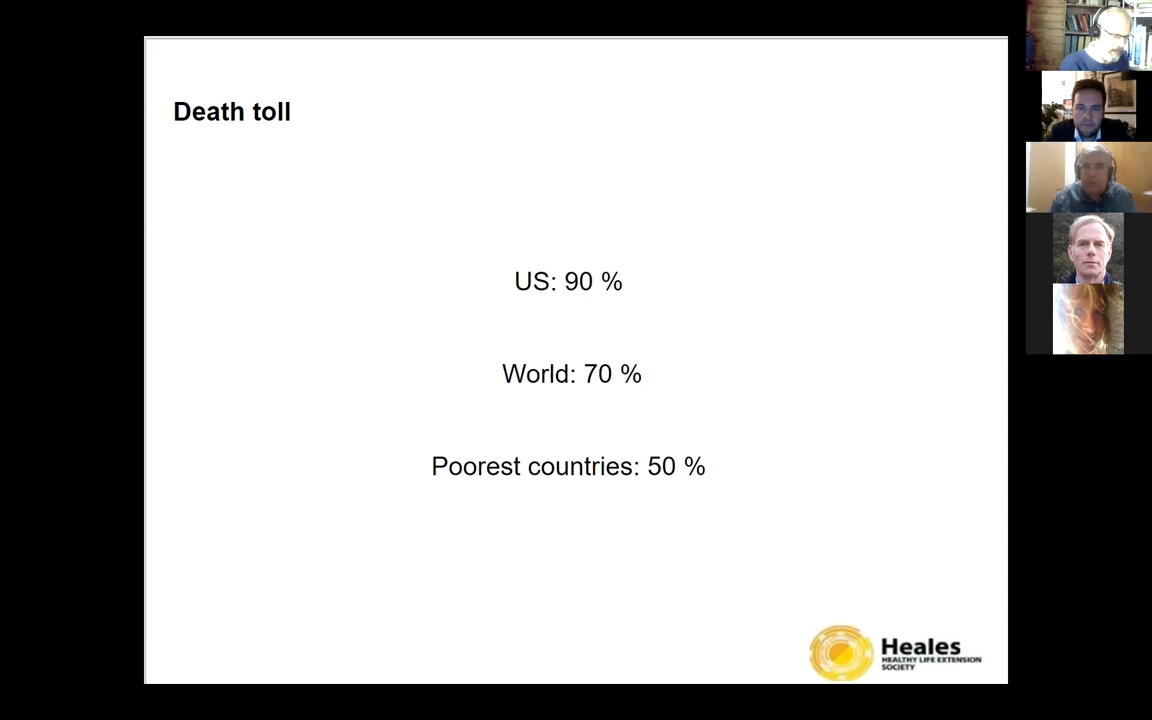 Death toll
US: 90 %
World: 70 %
Poorest countries: 50 %
Heales
HEALTHY LIFE EXTENSION
SOCIETY